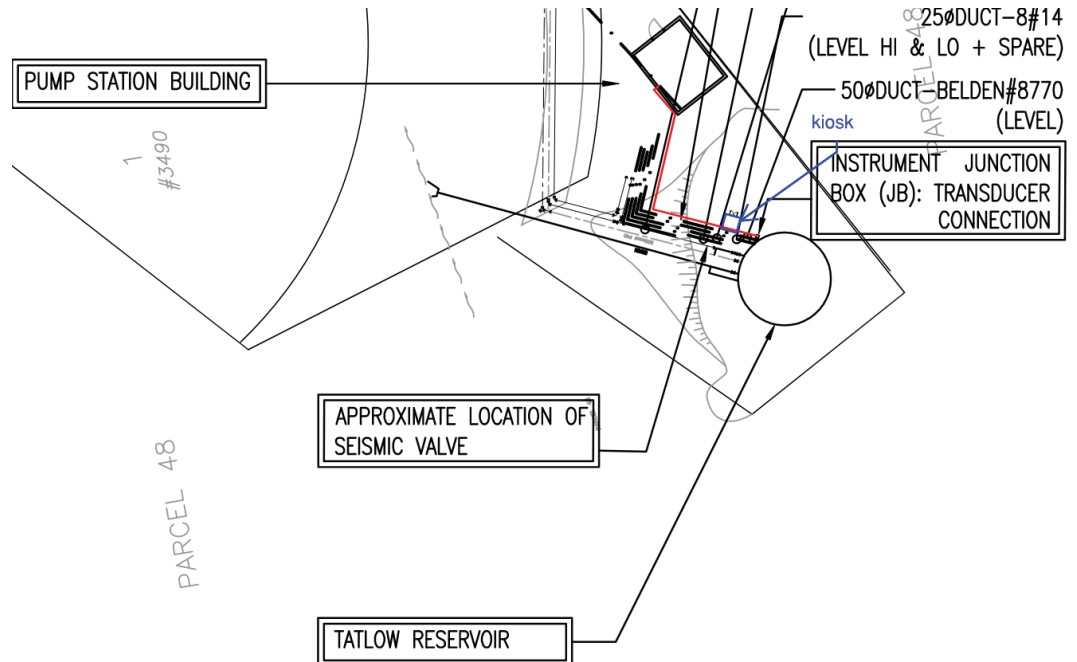 25øDUCT-8#14
(LEVEL HI & LO + SPARE)
50øDUCT-BELDEN#8770
(LEVEL)
kiosk
INSTRUMENT JUNCTION
BOX (JB): TRANSDUCER
CONNECTION
PUMP STATION BUILDING
1
#3490
PARCEL 48
APPROXIMATE LOCATION OF
SEISMIC VALVE
PARCEL 48
TATLOW RESERVOIR